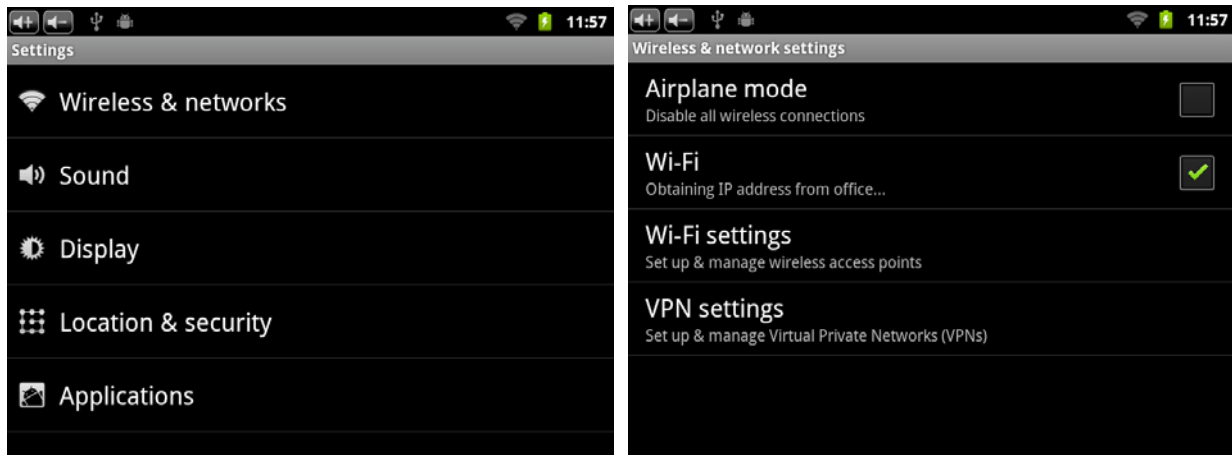 11:57
Settings
Wireless & networks
Sound
Display
Location & security
Applications
11:57
Wireless & network settings
Airplane mode
Disable all wireless connections
Wi-Fi
Obtaining IP address from office...
Wi-Fi settings
Set up & manage wireless access points
VPN settings
Set up & manage Virtual Private Networks (VPNs)